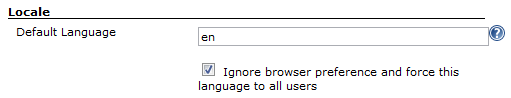 Locale
Default Language
en
?
Ignore browser preference and force this
language to all users